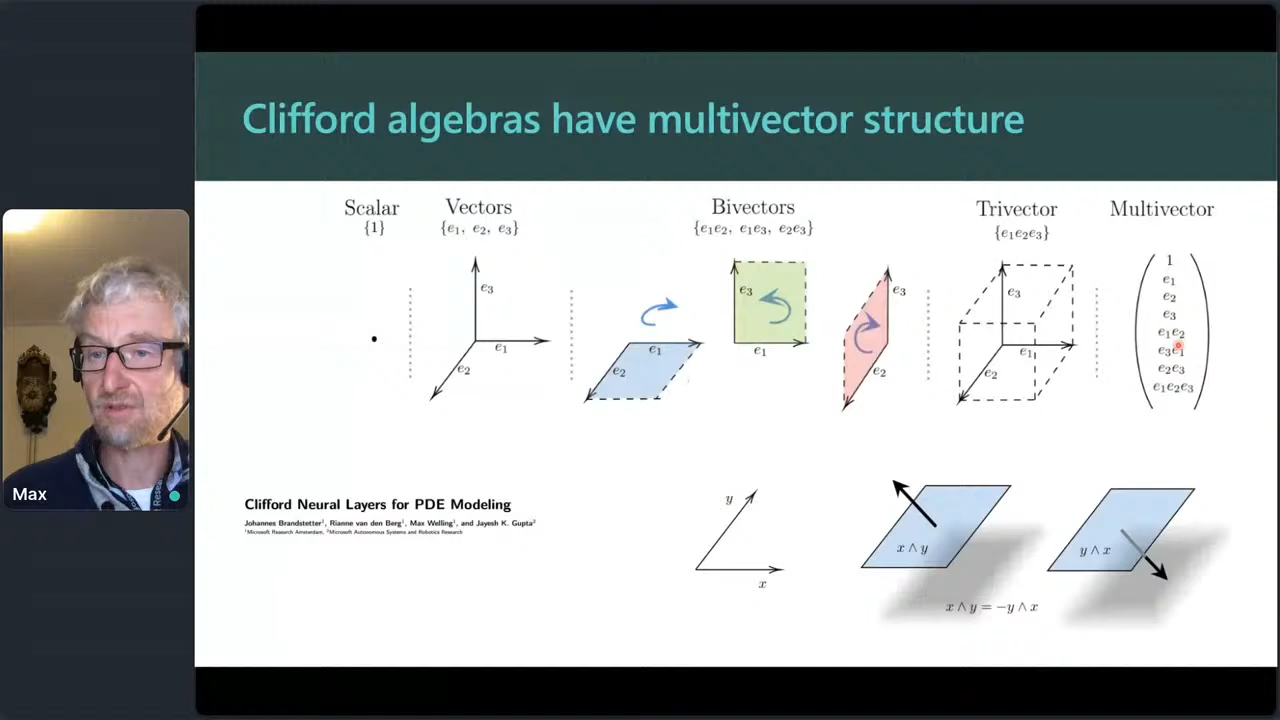 Clifford algebras have multivector structure
Scalar
{1}
Vectors
{e₁, e₂, e₃}
Bivectors
{e₁e₂, e₁e₃, e₂e₃}
Trivector
{e₁e₂e₃}
Multivector
e₃
e₁
e₂
e₁
e₂
e₃
e₁
e₃
e₂
e₃
e₁
e₂
1
e₁
e₂
e₃
e₁e₂
e₃e₁
e₂e₃
e₁e₂e₃
Max
Clifford Neural Layers for PDE Modeling
Johannes Brandstetter¹, Rianne van den Berg¹, Max Welling¹, and Jayesh K. Gupta²
¹Microsoft Research Amsterdam, ²Microsoft Autonomous Systems and Robotics Research
y
x
x ∧ y
y ∧ x
x ∧ y = −y ∧ x